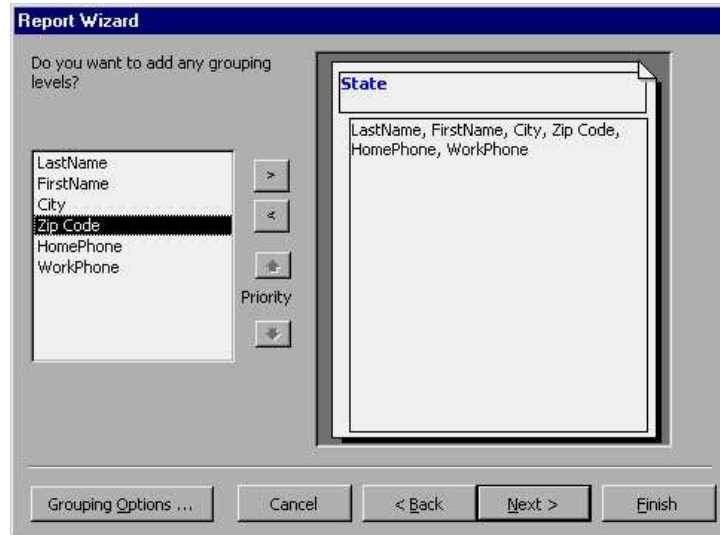 Report Wizard
Do you want to add any grouping
levels?
LastName
FirstName
City
Zip Code
HomePhone
WorkPhone
>
<
Priority
State
LastName, FirstName, City, Zip Code,
HomePhone, WorkPhone
Grouping Options ...
Cancel
< Back
Next >
Finish